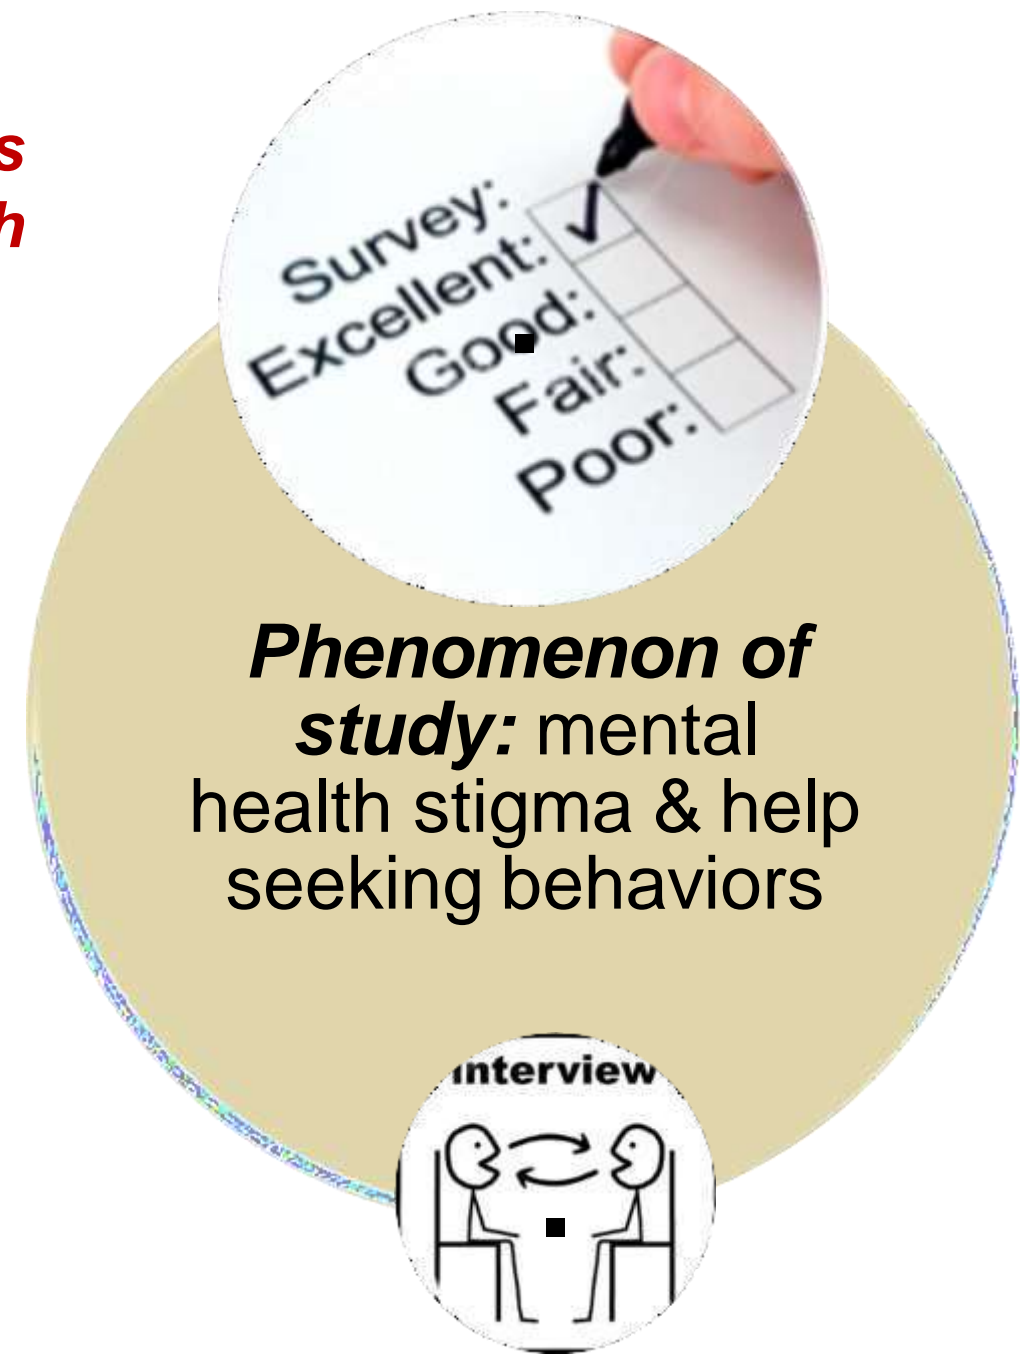 s
h
Survey:
Excellent:
Good:
Fair:
Poor:
Phenomenon of
study: mental
health stigma & help
seeking behaviors
interview